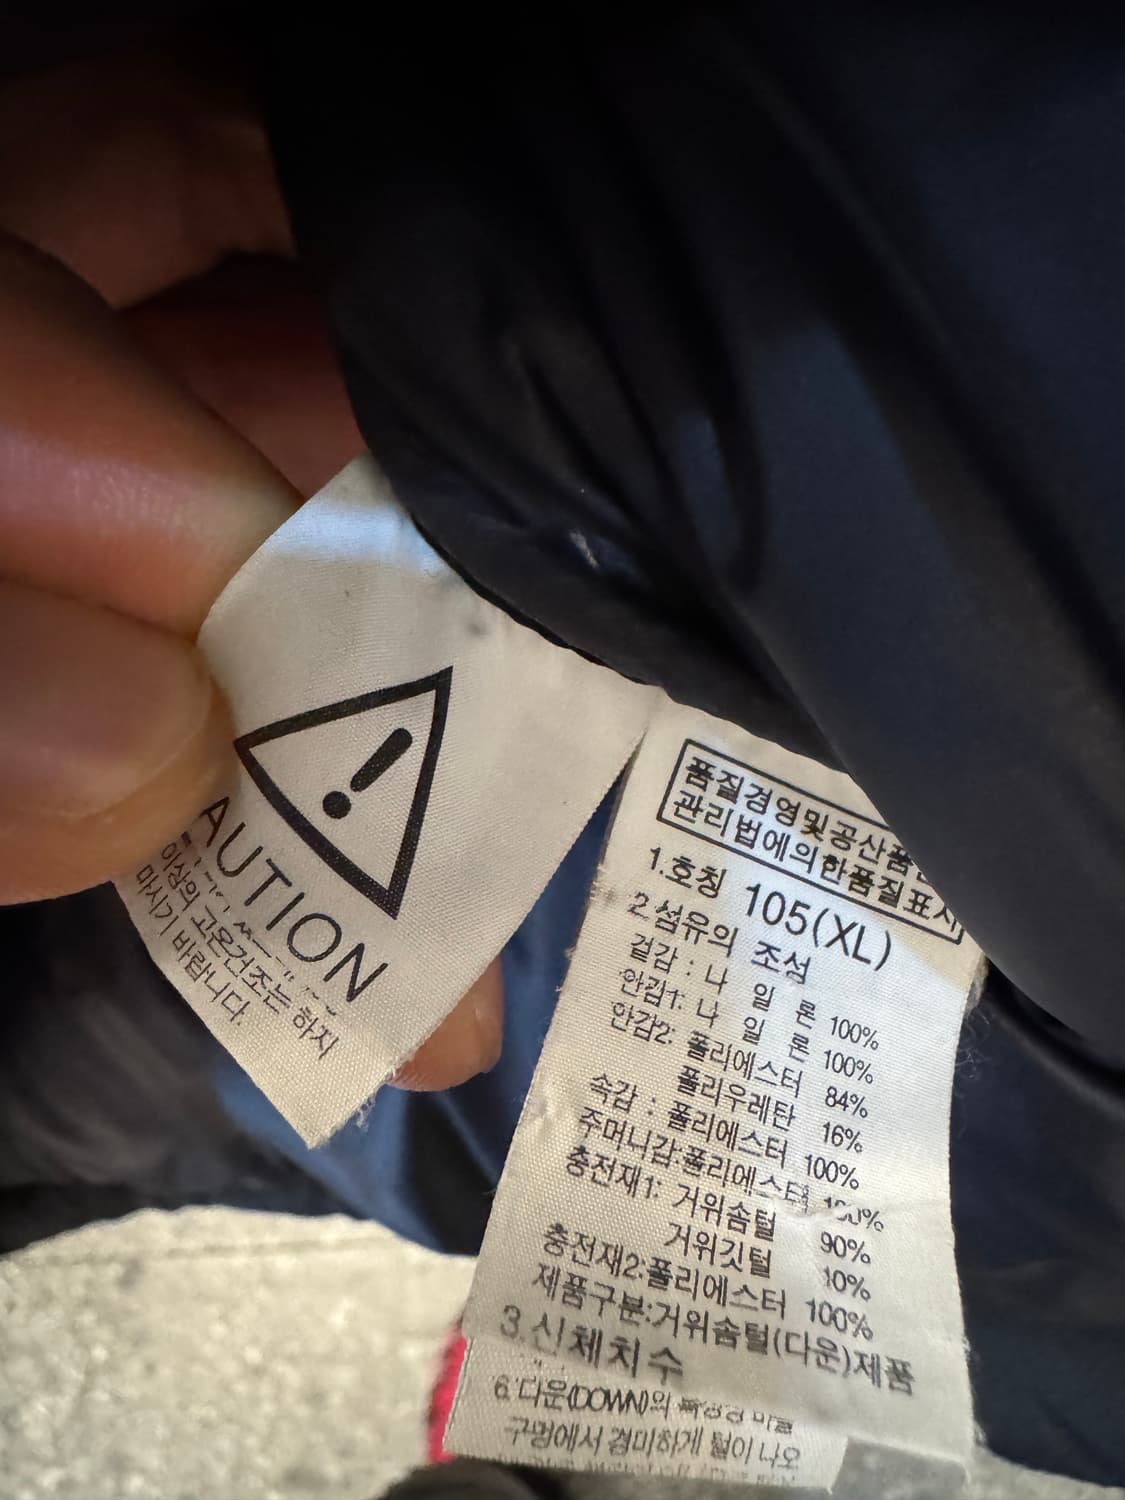 CAUTION
이상의 고온건조는 하지
마시기 바랍니다.
품질경영및공산품
관리법에의한품질표시
1.호칭 105(XL)
2.섬유의 조성
겉감 : 나 일 론 100%
안감1: 나 일 론 100%
안감2: 폴리에스터 84%
폴리우레탄 16%
속감 : 폴리에스터 100%
주머니감:폴리에스터 100%
충전재1: 거위솜털 90%
거위깃털 10%
충전재2:폴리에스터 100%
제품구분:거위솜털(다운)제품
3.신체치수
6.다운(DOWN)의
구멍에서 경미하게 털이 나오